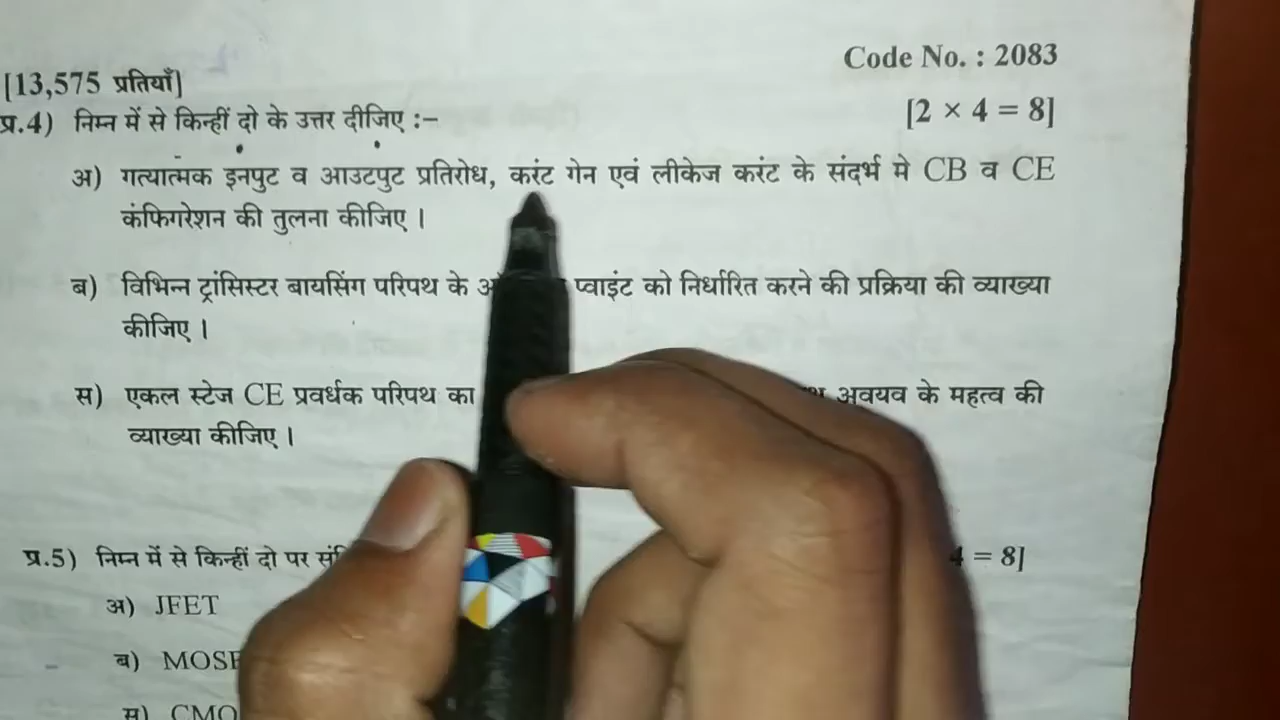 Code No. : 2083
[13,575 प्रतियाँ]
प्र.4) निम्न में से किन्हीं दो के उत्तर दीजिए :– [2 × 4 = 8]
अ) गत्यात्मक इनपुट व आउटपुट प्रतिरोध, करंट गेन एवं लीकेज करंट के संदर्भ मे CB व CE
कंफिगरेशन की तुलना कीजिए ।
ब) विभिन्न ट्रांसिस्टर बायसिंग परिपथ के प्वाइंट को निर्धारित करने की प्रक्रिया की व्याख्या
कीजिए ।
स) एकल स्टेज CE प्रवर्धक परिपथ का अवयव के महत्व की
व्याख्या कीजिए ।
प्र.5) निम्न में से किन्हीं दो पर 4 = 8]
अ) JFET
ब)
स)